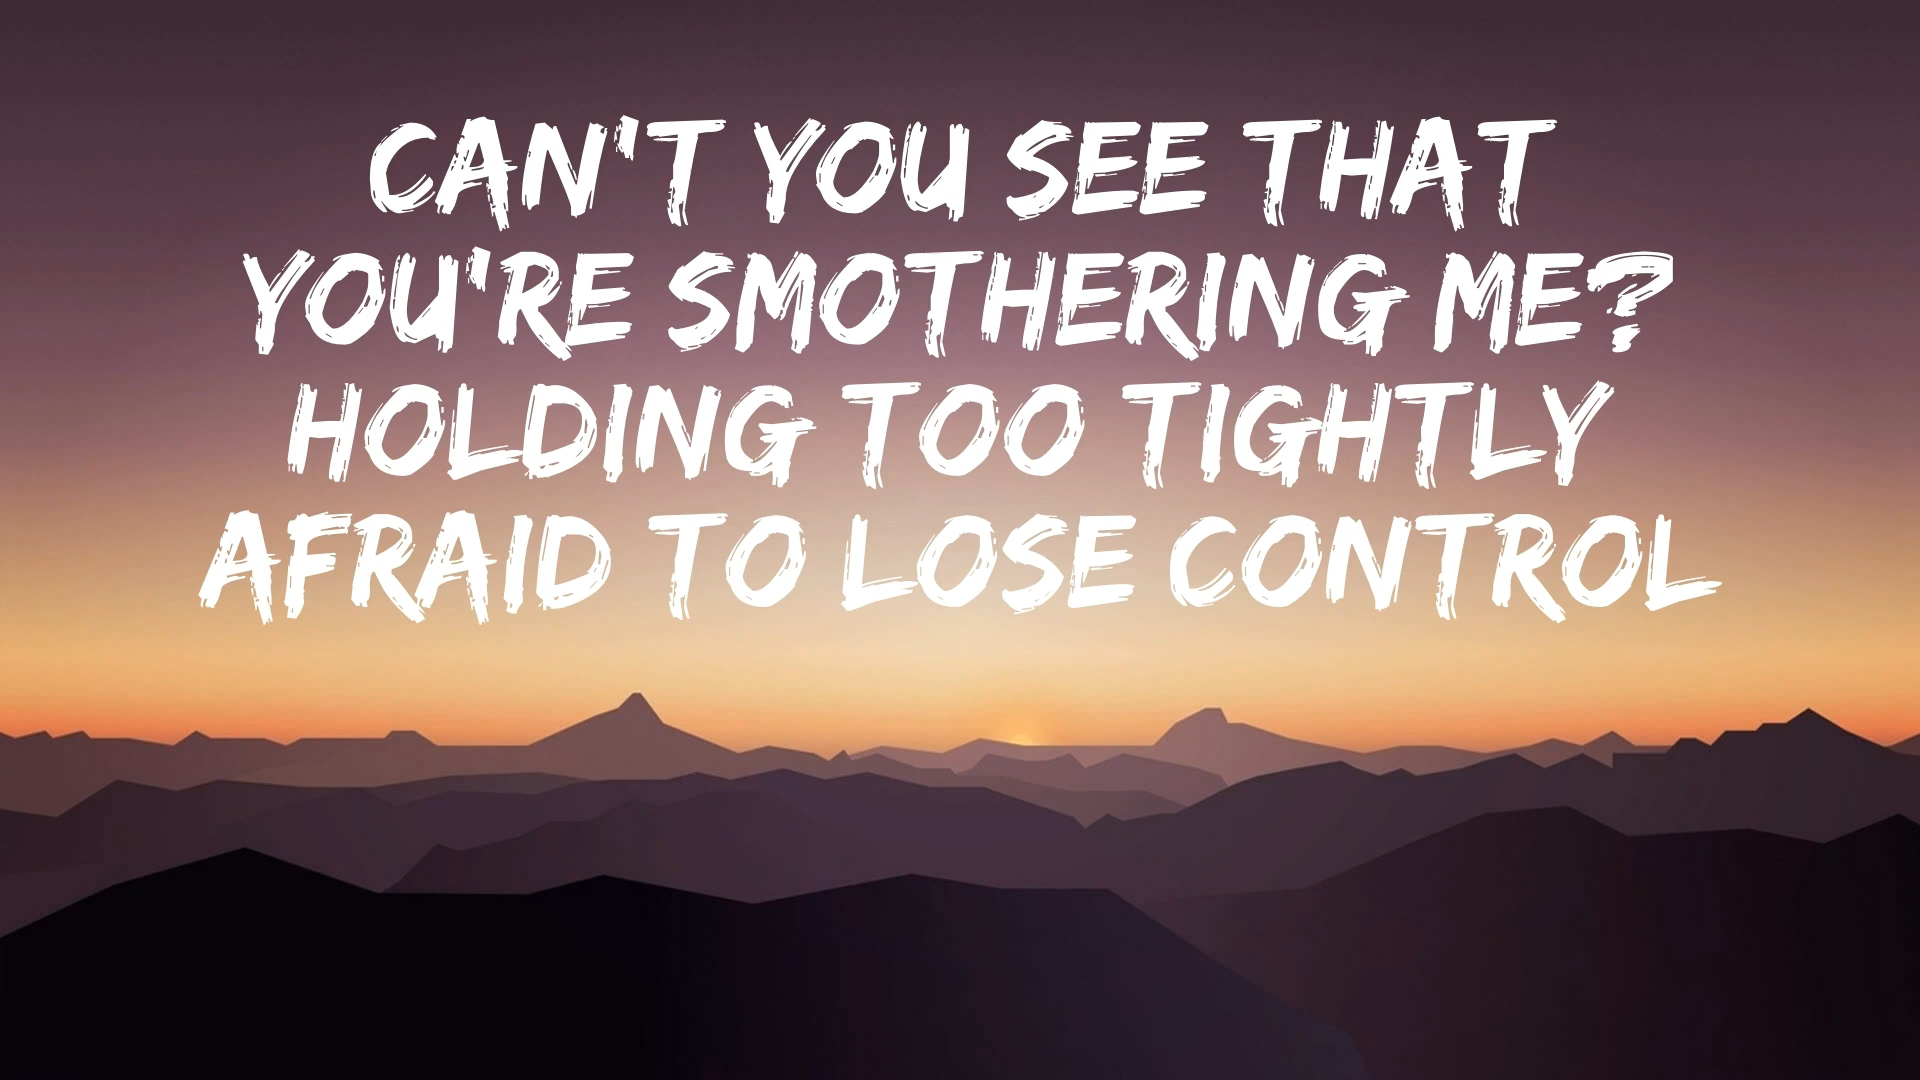 CAN'T YOU SEE THAT
YOU'RE SMOTHERING ME?
HOLDING TOO TIGHTLY
AFRAID TO LOSE CONTROL